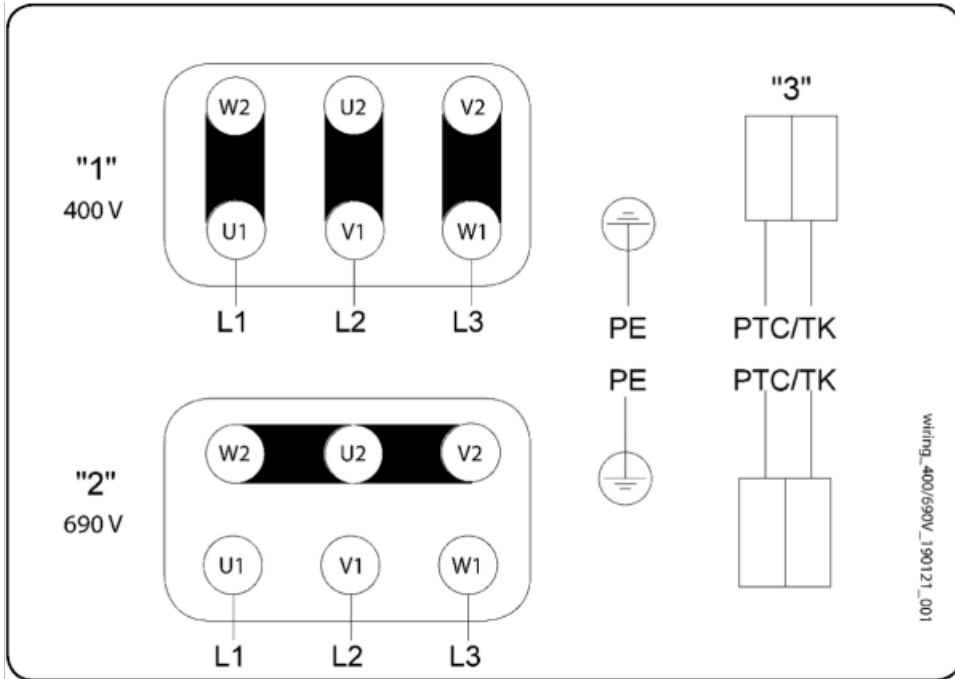 "3"
W2 U2 V2
"1"
400 V
U1 V1 W1
L1 L2 L3 PE PTC/TK
PE PTC/TK
W2 U2 V2
"2"
690 V
U1 V1 W1
L1 L2 L3
wiring_400/690V_190121_001